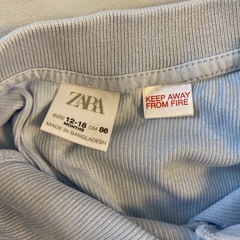 ZARA
SIZE 12-18 MONTHS CM 86
MADE IN BANGLADESH
KEEP AWAY
FROM FIRE